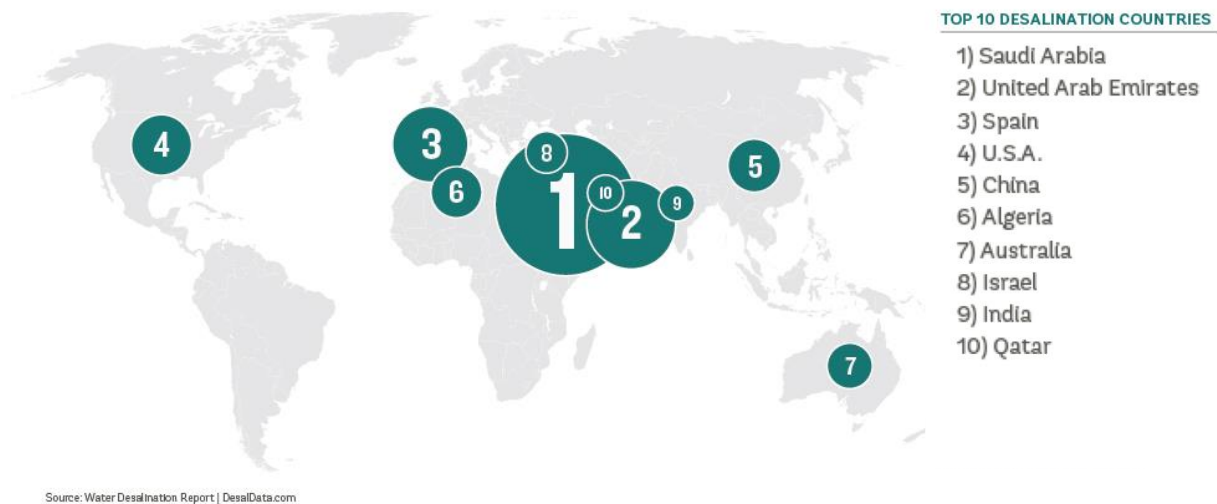 TOP 10 DESALINATION COUNTRIES
1) Saudi Arabia
2) United Arab Emirates
3) Spain
4) U.S.A.
5) China
6) Algeria
7) Australia
8) Israel
9) India
10) Qatar
4
3
8
5
6
1
10
2
9
7
Source: Water Desalination Report | DesalData.com